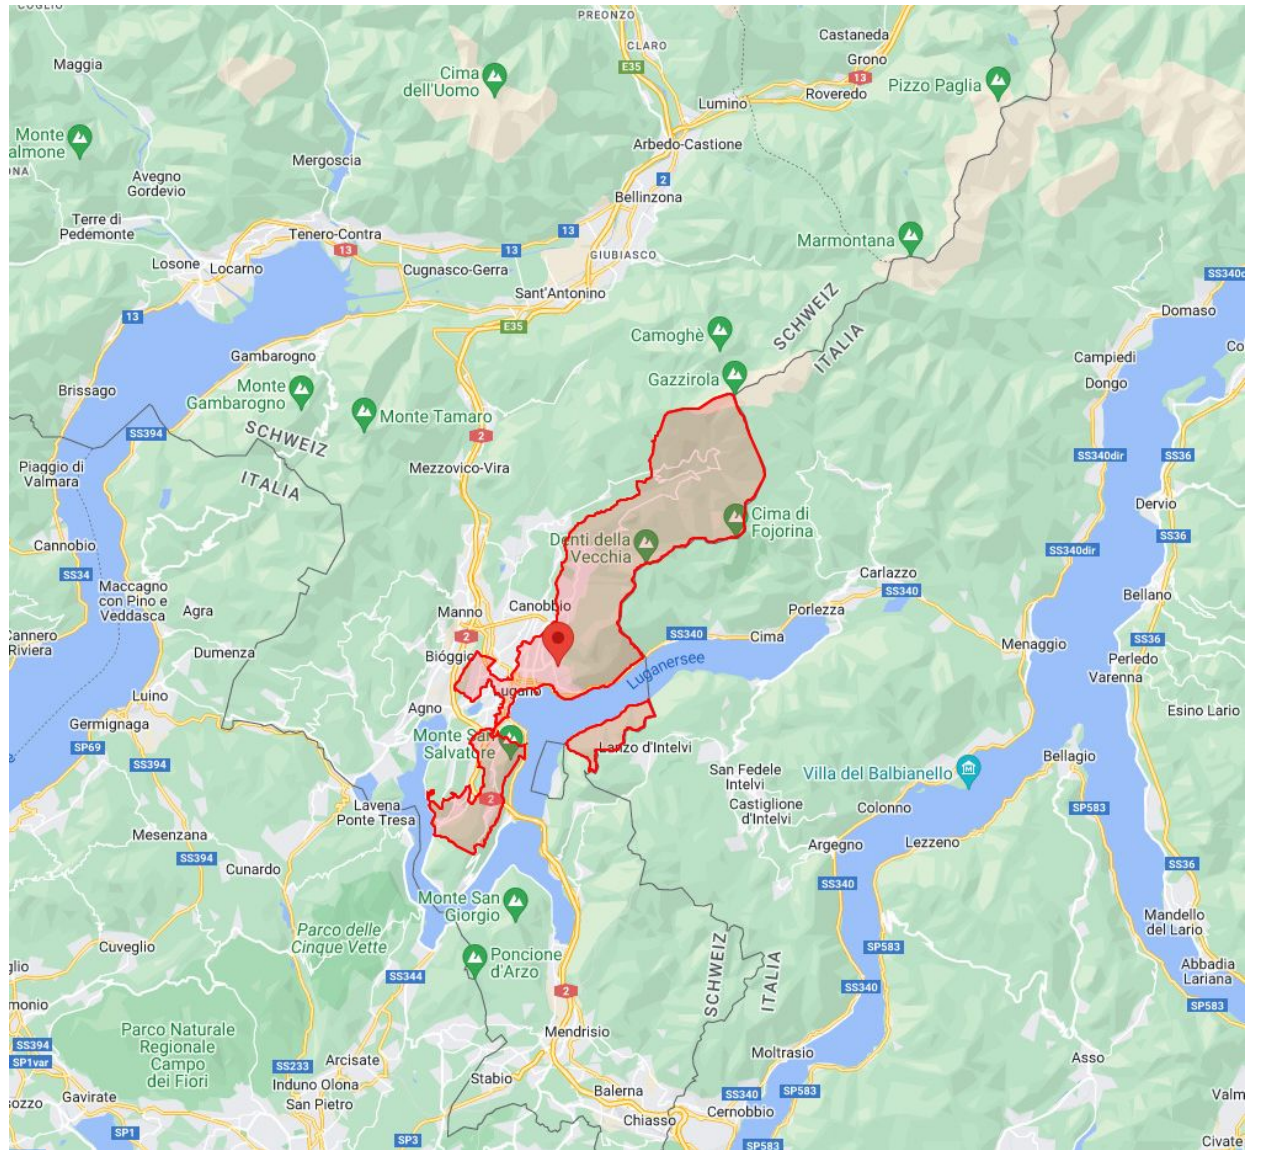 PREONZO
CLARO
Castaneda
Grono
Maggia
Cima
dell'Uomo
E35
13
Pizzo Paglia
Roveredo
Lumino
Monte
Arbedo-Castione
Mergoscia
Avegno
Gordevio
2
Bellinzona
Terre di
Pedemonte
Tenero-Contra
13
13
13
Marmontana
GIUBIASCO
Losone
Locarno
Cugnasco-Gerra
Sant'Antonino
SCHWEIZ
ITALIA
Domaso
13
E35
Camoghè
Gambarogno
Campiedi
Dongo
Gazzirola
Brissago
Monte
Gambarogno
Monte Tamaro
SS394
SCHWEIZ
ITALIA
2
Piaggio di
Valmara
Mezzovico-Vira
SS340dir
SS36
Dervio
Cima di
Fojorina
Denti della
Vecchia
SS36
Cannobio
SS340dir
SS34
Maccagno
con Pino e
Veddasca
Agra
Carlazzo
SS340
Bellano
Manno
Canobbio
Porlezza
Cannero
Riviera
2
SS340
Cima
Menaggio
SS36
Dumenza
Bióggio
Luganersee
Perledo
Varenna
Luino
Lugano
Agno
Esino Lario
Germignaga
SP69
SS394
Monte San
Salvatore
Lanzo d'Intelvi
San Fedele
Intelvi
Villa del Balbianello
Bellagio
Lavena
Ponte Tresa
2
Castiglione
d'Intelvi
Colonno
SP583
Mesenzana
Argegno
Lezzeno
SS394
Cunardo
SS36
SS340
Monte San
Giorgio
Parco delle
Cinque Vette
Mandello
del Lario
Cuveglio
SP583
Poncione
d'Arzo
SCHWEIZ
ITALIA
Abbadia
Lariana
SS344
SS340
2
SP583
Parco Naturale
Regionale
Campo
dei Fiori
Mendrisio
SS394
SP1var
Moltrasio
Asso
SS233
Arcisate
Induno Olona
San Pietro
Stabio
Balerna
SS340
SP583
Gavirate
Cernobbio
Chiasso
SP1
SP3
SP583
Civate